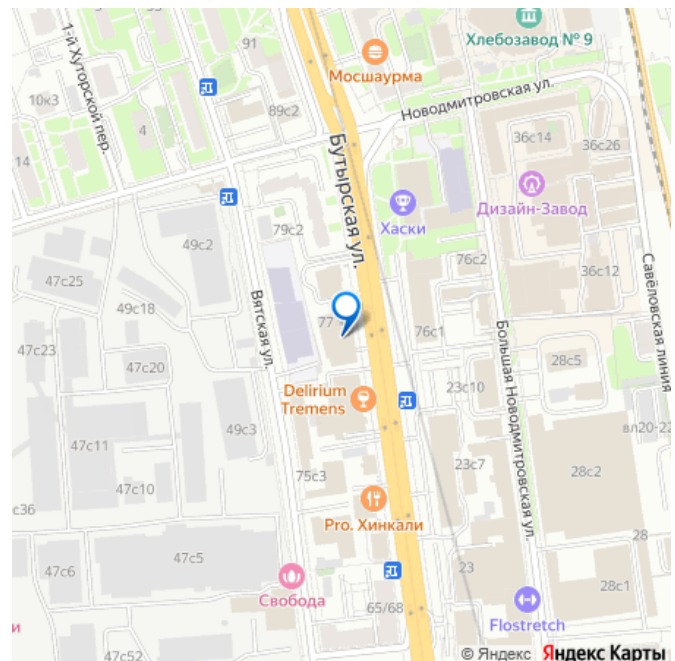 Хлебозавод № 9
91
Мосшаурма
1-й Хуторской пер.
10к3
89с2
Новодмитровская ул.
4
14
36с14
36с26
Бутырская ул.
Дизайн-Завод
Хаски
79с2
49с2
76с2
47с25
36с12
Савёловская линия
49с18
Вятская ул.
77
76с1
Большая Новодмитровская ул.
47с23
47с20
28с5
23с10
Delirium
Tremens
49с3
вл20-22
47с11
23с7
28с2
75с3
47с10
с36
Pro. Хинкали
28
47с5
47с6
23
28с1
Свобода
65/68
Flostretch
и
47с52
© Яндекс Яндекс Карты